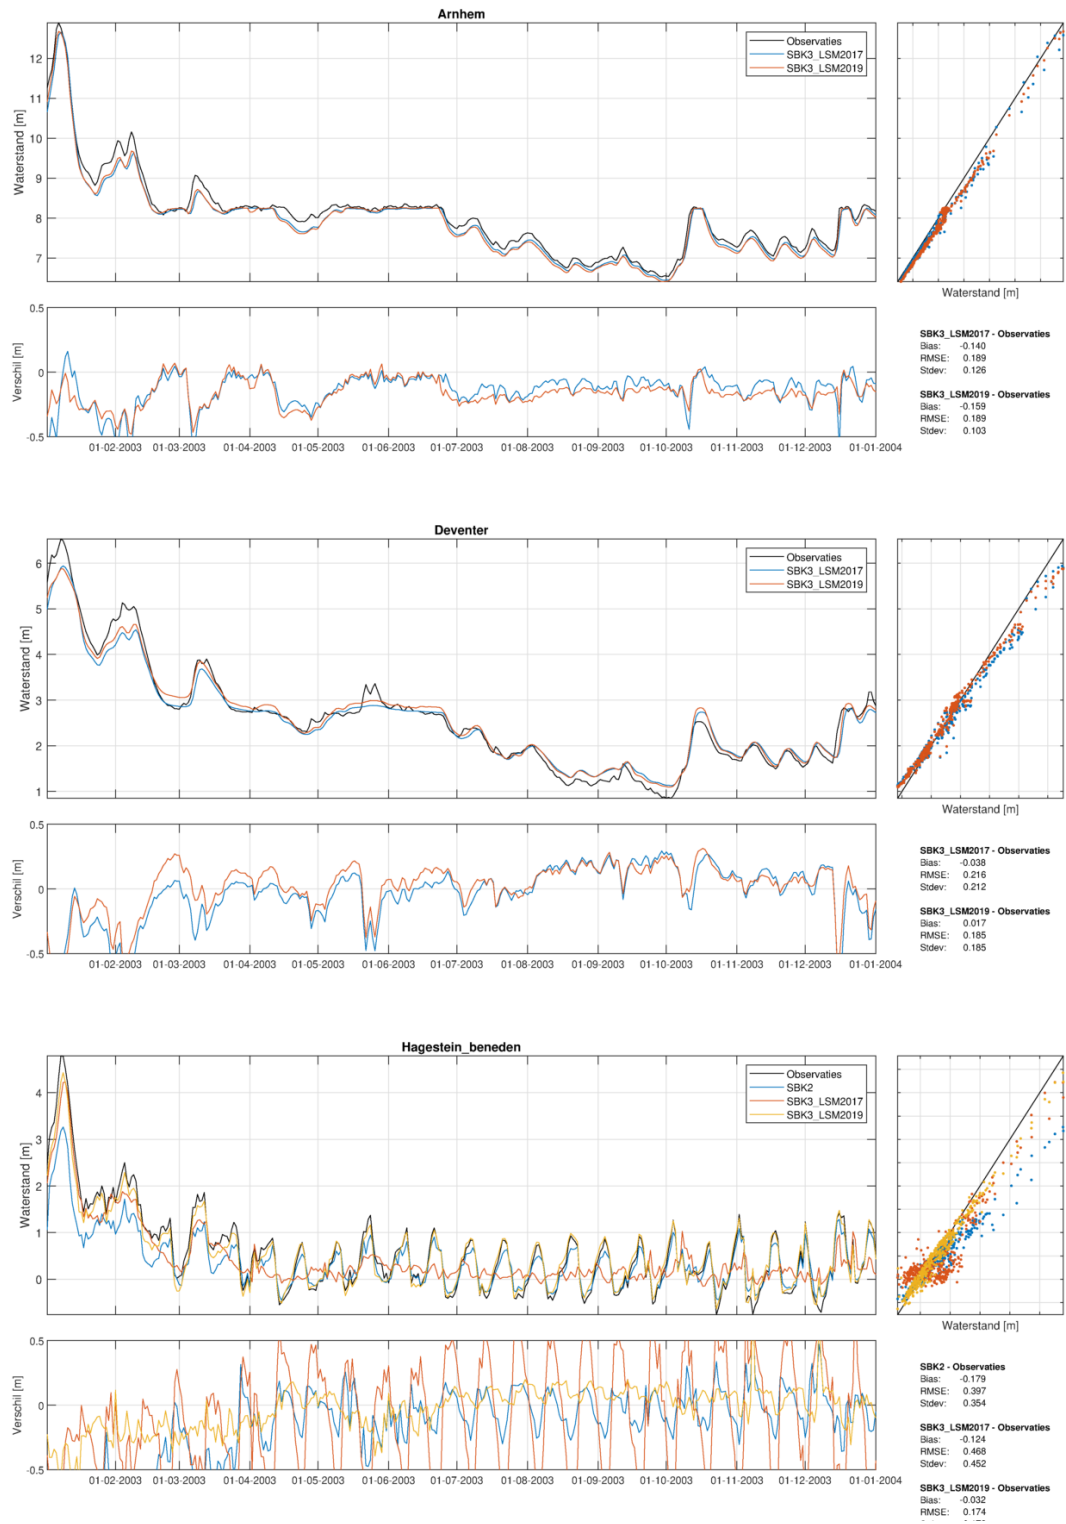 Arnhem
Observaties
SBK3_LSM2017
SBK3_LSM2019
Waterstand [m]
12
11
10
9
8
7
Waterstand [m]
Verschil [m]
0.5
0
-0.5
01-02-2003 01-03-2003 01-04-2003 01-05-2003 01-06-2003 01-07-2003 01-08-2003 01-09-2003 01-10-2003 01-11-2003 01-12-2003 01-01-2004
SBK3_LSM2017 - Observaties
Bias: -0.140
RMSE: 0.189
Stdev: 0.126
SBK3_LSM2019 - Observaties
Bias: -0.159
RMSE: 0.189
Stdev: 0.103
Deventer
Observaties
SBK3_LSM2017
SBK3_LSM2019
Waterstand [m]
6
5
4
3
2
1
Waterstand [m]
Verschil [m]
0.5
0
-0.5
01-02-2003 01-03-2003 01-04-2003 01-05-2003 01-06-2003 01-07-2003 01-08-2003 01-09-2003 01-10-2003 01-11-2003 01-12-2003 01-01-2004
SBK3_LSM2017 - Observaties
Bias: -0.038
RMSE: 0.216
Stdev: 0.212
SBK3_LSM2019 - Observaties
Bias: 0.017
RMSE: 0.185
Stdev: 0.185
Hagestein_beneden
Observaties
SBK2
SBK3_LSM2017
SBK3_LSM2019
Waterstand [m]
4
3
2
1
0
Waterstand [m]
Verschil [m]
0.5
0
-0.5
01-02-2003 01-03-2003 01-04-2003 01-05-2003 01-06-2003 01-07-2003 01-08-2003 01-09-2003 01-10-2003 01-11-2003 01-12-2003 01-01-2004
SBK2 - Observaties
Bias: -0.179
RMSE: 0.397
Stdev: 0.354
SBK3_LSM2017 - Observaties
Bias: -0.124
RMSE: 0.468
Stdev: 0.452
SBK3_LSM2019 - Observaties
Bias: -0.032
RMSE: 0.174